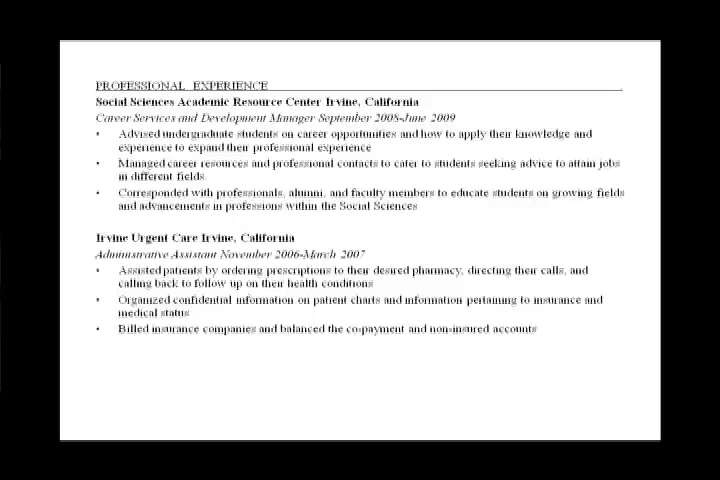 PROFESSIONAL EXPERIENCE
Social Sciences Academic Resource Center Irvine, California
Career Services and Development Manager September 2008-June 2009
• Advised undergraduate students on career opportunities and how to apply their knowledge and
experience to expand their professional experience
• Managed career resources and professional contacts to cater to students seeking advice to attain jobs
in different fields.
• Corresponded with professionals, alumni, and faculty members to educate students on growing fields
and advancements in professions within the Social Sciences
Irvine Urgent Care Irvine, California
Administrative Assistant November 2006-March 2007
• Assisted patients by ordering prescriptions to their desired pharmacy, directing their calls, and
calling back to follow up on their health conditions
• Organized confidential information on patient charts and information pertaining to insurance and
medical status
• Billed insurance companies and balanced the co-payment and non-insured accounts